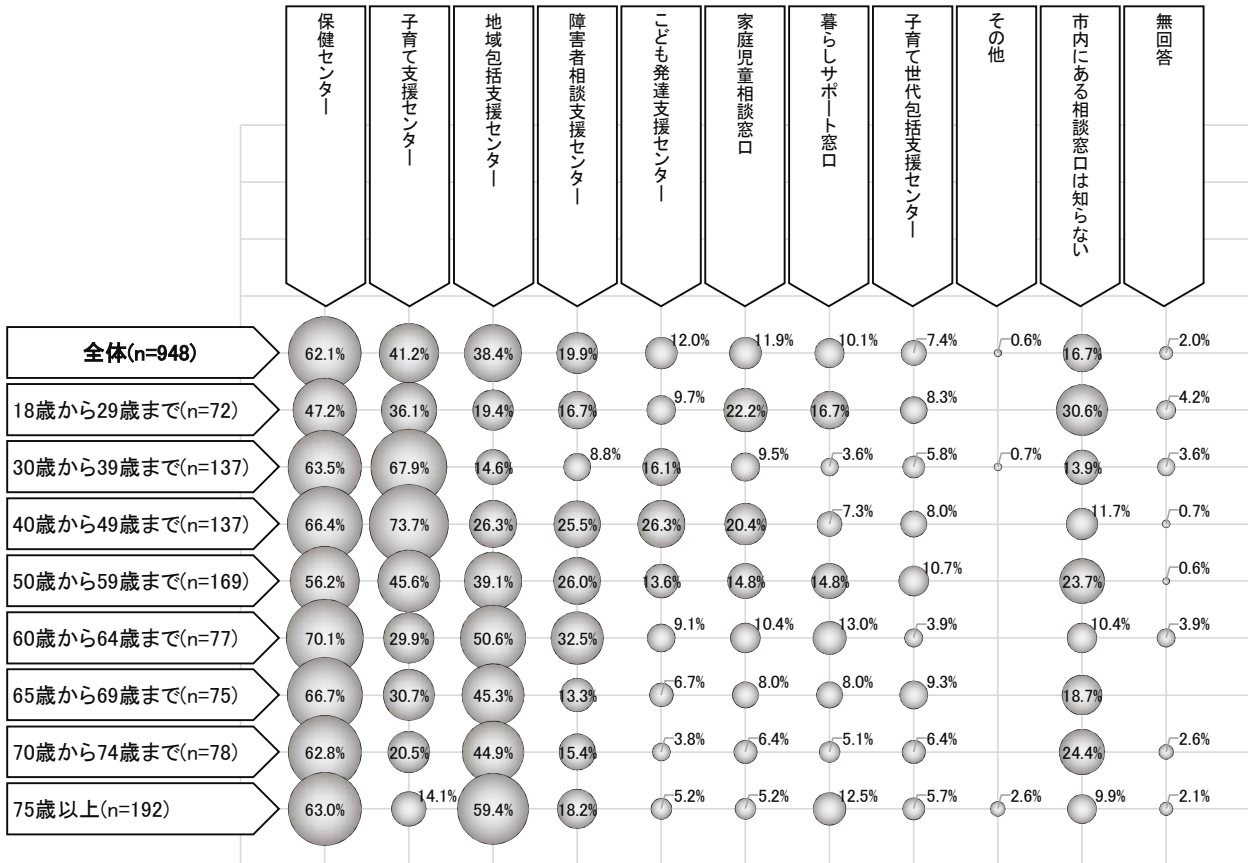 保健センター
子育て支援センター
地域包括支援センター
障害者相談支援センター
こども発達支援センター
家庭児童相談窓口
暮らしサポート窓口
子育て世代包括支援センター
その他
市内にある相談窓口は知らない
無回答
全体(n=948) 62.1% 41.2% 38.4% 19.9% 12.0% 11.9% 10.1% 7.4% 0.6% 16.7% 2.0%
18歳から29歳まで(n=72) 47.2% 36.1% 19.4% 16.7% 9.7% 22.2% 16.7% 8.3% 30.6% 4.2%
30歳から39歳まで(n=137) 63.5% 67.9% 14.6% 8.8% 16.1% 9.5% 3.6% 5.8% 0.7% 13.9% 3.6%
40歳から49歳まで(n=137) 66.4% 73.7% 26.3% 25.5% 26.3% 20.4% 7.3% 8.0% 11.7% 0.7%
50歳から59歳まで(n=169) 56.2% 45.6% 39.1% 26.0% 13.6% 14.8% 14.8% 10.7% 23.7% 0.6%
60歳から64歳まで(n=77) 70.1% 29.9% 50.6% 32.5% 9.1% 10.4% 13.0% 3.9% 10.4% 3.9%
65歳から69歳まで(n=75) 66.7% 30.7% 45.3% 13.3% 6.7% 8.0% 8.0% 9.3% 18.7%
70歳から74歳まで(n=78) 62.8% 20.5% 44.9% 15.4% 3.8% 6.4% 5.1% 6.4% 24.4% 2.6%
75歳以上(n=192) 63.0% 14.1% 59.4% 18.2% 5.2% 5.2% 12.5% 5.7% 2.6% 9.9% 2.1%